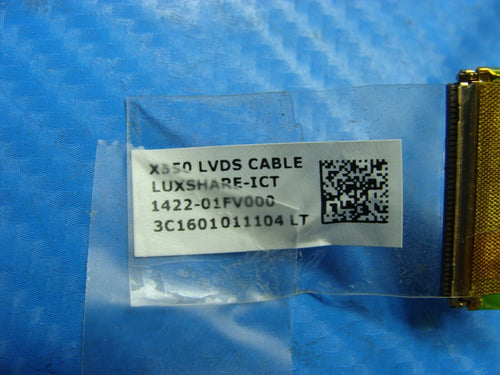 X550 LVDS CABLE
LUXSHARE-ICT
1422-01FV000
3C1601011104 LT